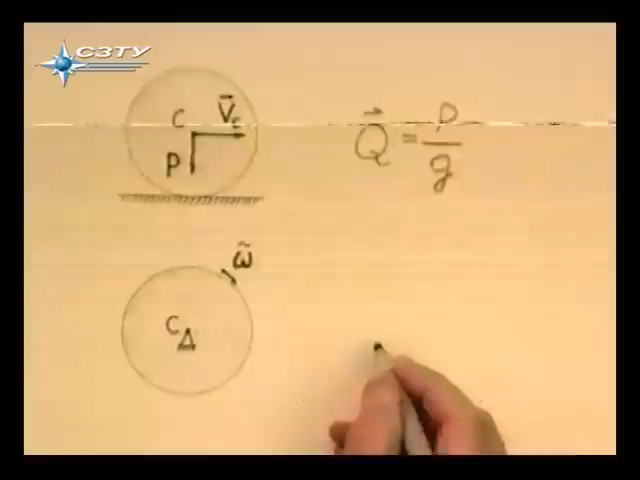 СЗТУ
C V⃗c
P
Q⃗ = P/g
ω̃
C